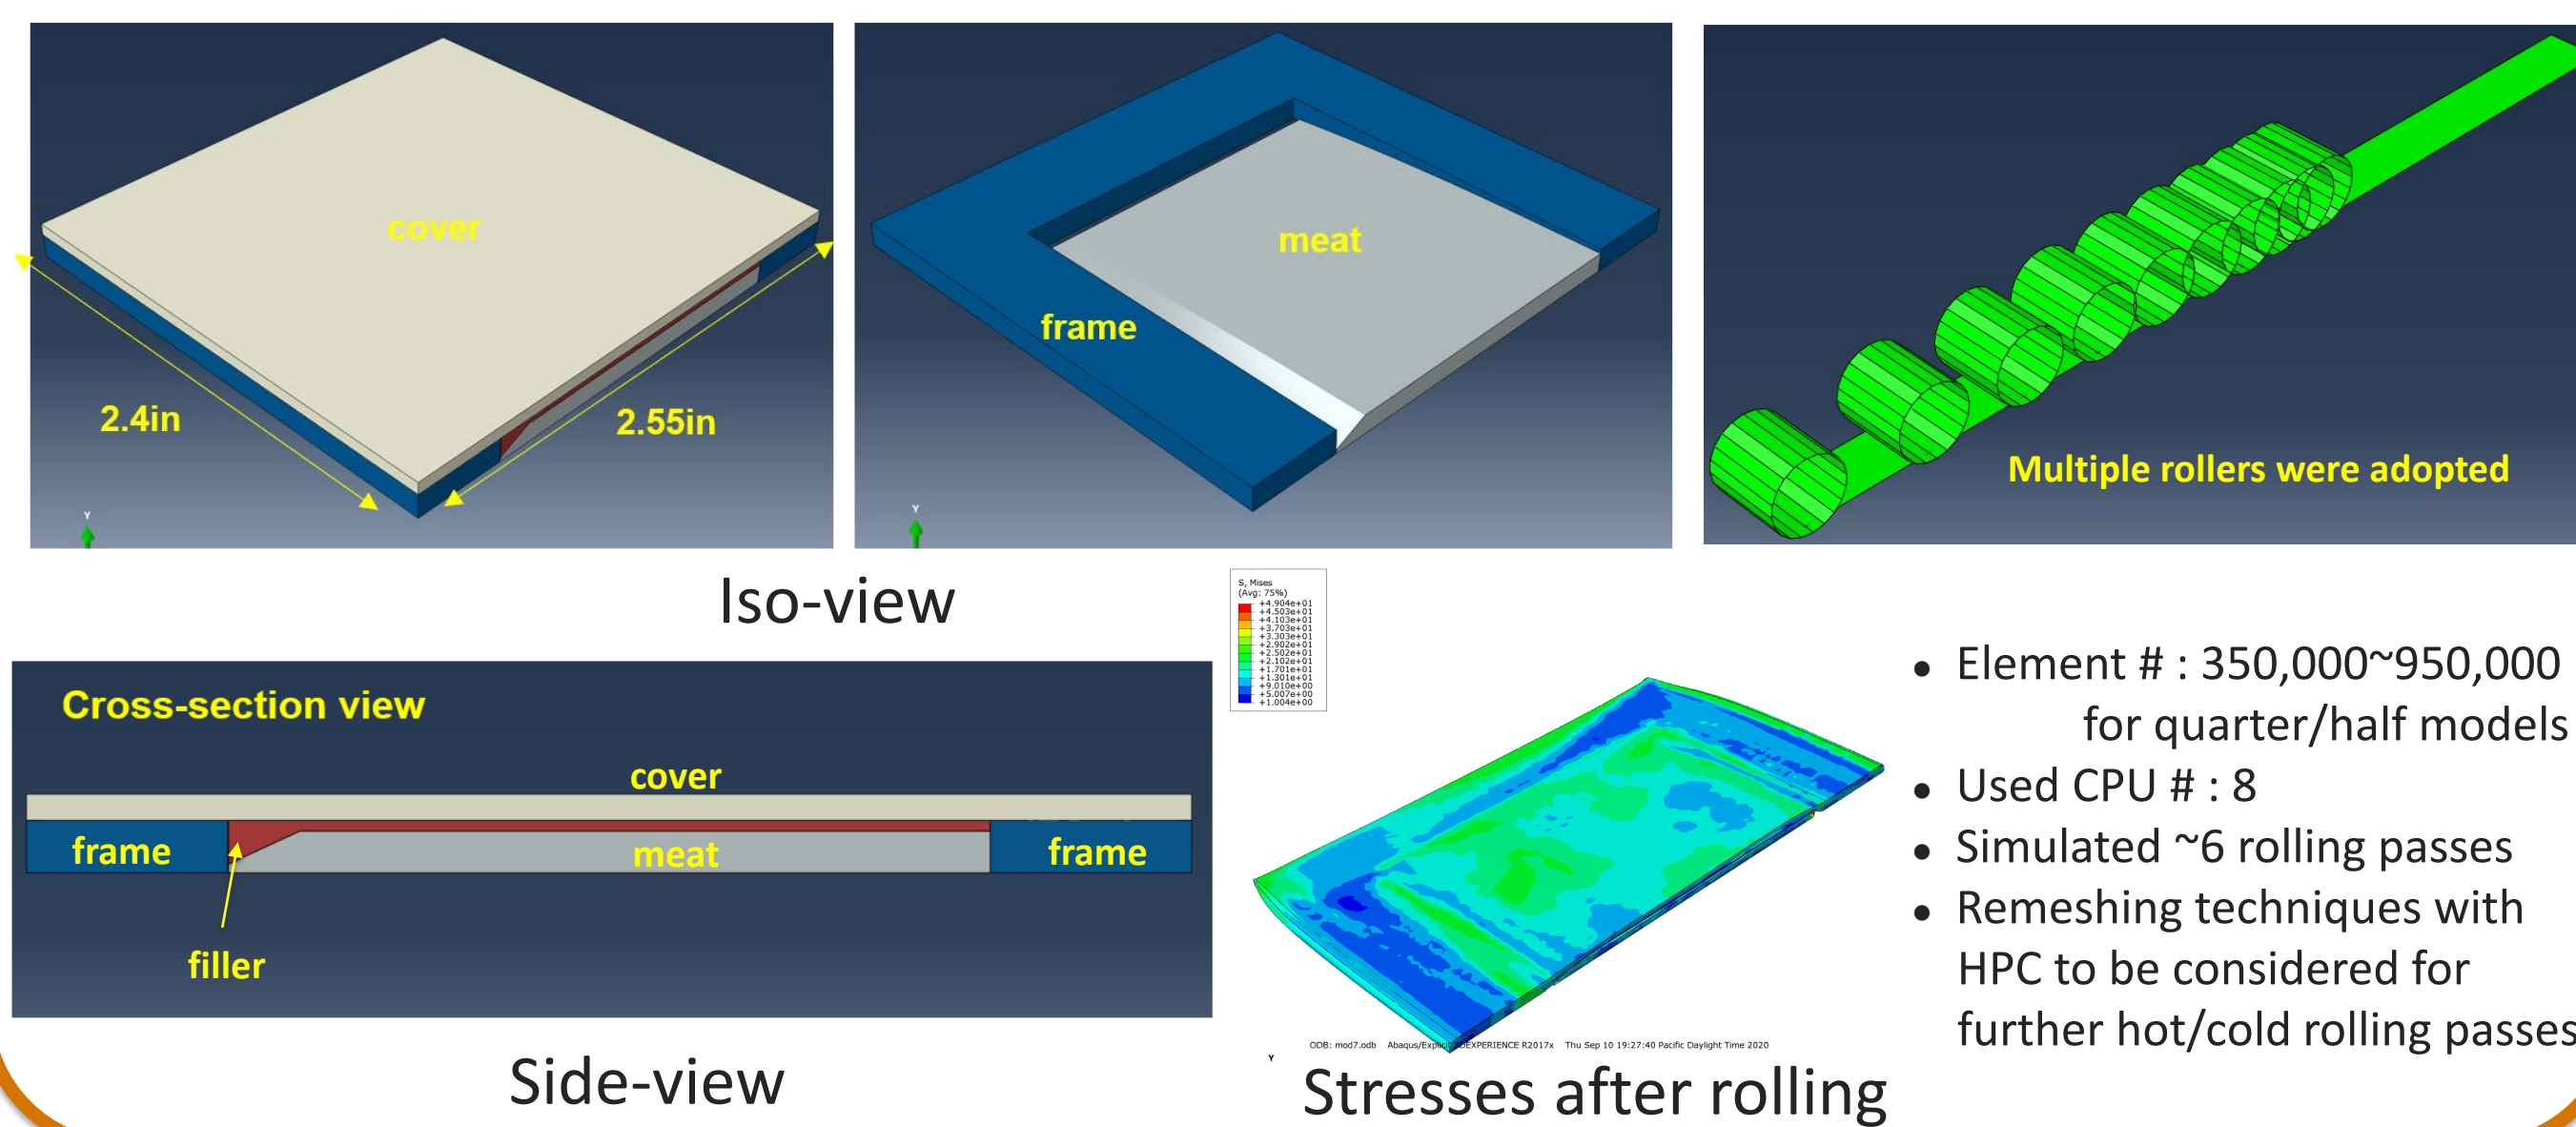 cover
2.4in
2.55in
Y
meat
frame
Y
Multiple rollers were adopted
Iso-view
Cross-section view
cover
frame
meat
frame
filler
Side-view
S, Mises
(Avg: 75%)
+4.904e+01
+4.503e+01
+4.103e+01
+3.703e+01
+3.303e+01
+2.902e+01
+2.502e+01
+2.102e+01
+1.701e+01
+1.301e+01
+9.010e+00
+5.007e+00
+1.004e+00
ODB: mod7.odb Abaqus/Explicit 3DEXPERIENCE R2017x Thu Sep 10 19:27:40 Pacific Daylight Time 2020
Y
Stresses after rolling
● Element # : 350,000~950,000
for quarter/half models
● Used CPU # : 8
● Simulated ~6 rolling passes
● Remeshing techniques with
HPC to be considered for
further hot/cold rolling passes